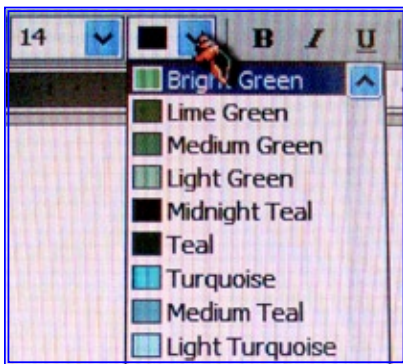 14 B I U
Bright Green
Lime Green
Medium Green
Light Green
Midnight Teal
Teal
Turquoise
Medium Teal
Light Turquoise